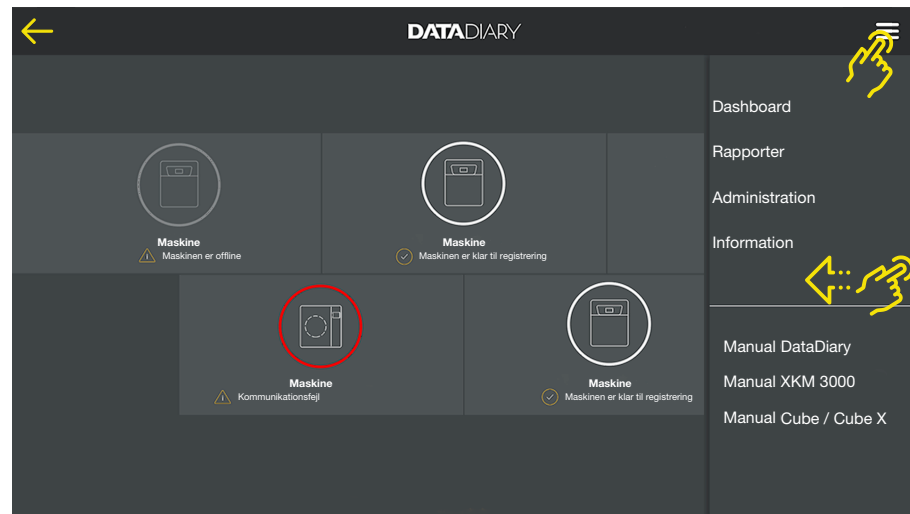 DATADIARY
Dashboard
Rapporter
Administration
Information
Maskine
Maskinen er offline
Maskine
Maskinen er klar til registrering
Maskine
Kommunikationsfejl
Maskine
Maskinen er klar til registrering
Manual DataDiary
Manual XKM 3000
Manual Cube / Cube X